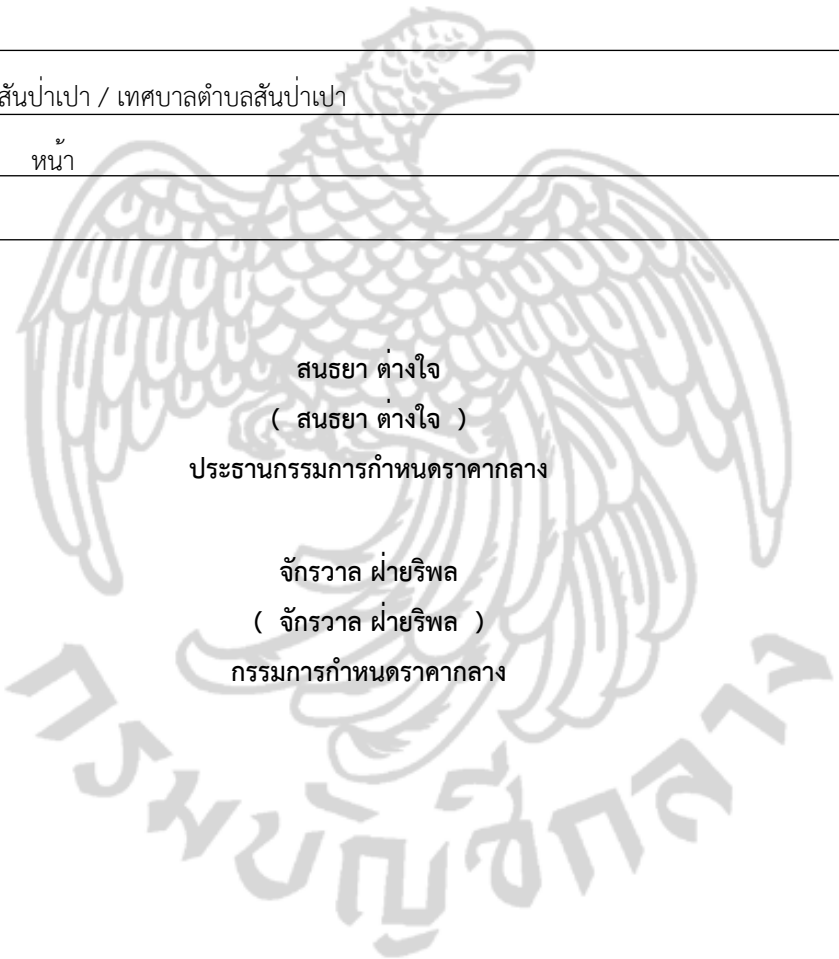 สันป่าเปา / เทศบาลตำบลสันป่าเปา
หน้า
สนธยา ต่างใจ
( สนธยา ต่างใจ )
ประธานกรรมการกำหนดราคากลาง
จักรวาล ฝ่ายริพล
( จักรวาล ฝ่ายริพล )
กรรมการกำหนดราคากลาง
กรมบัญชีกลาง